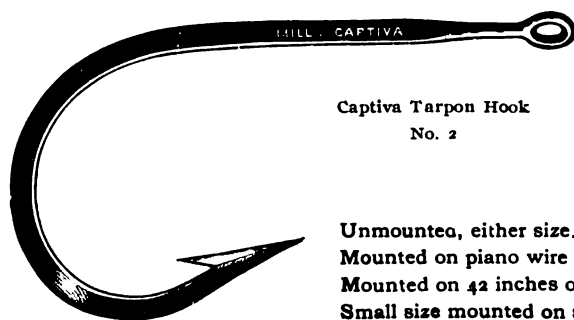 MILL. CAPTIVA
Captiva Tarpon Hook
No. 2
Unmounted, either size.
Mounted on piano wire
Mounted on 42 inches o
Small size mounted on s